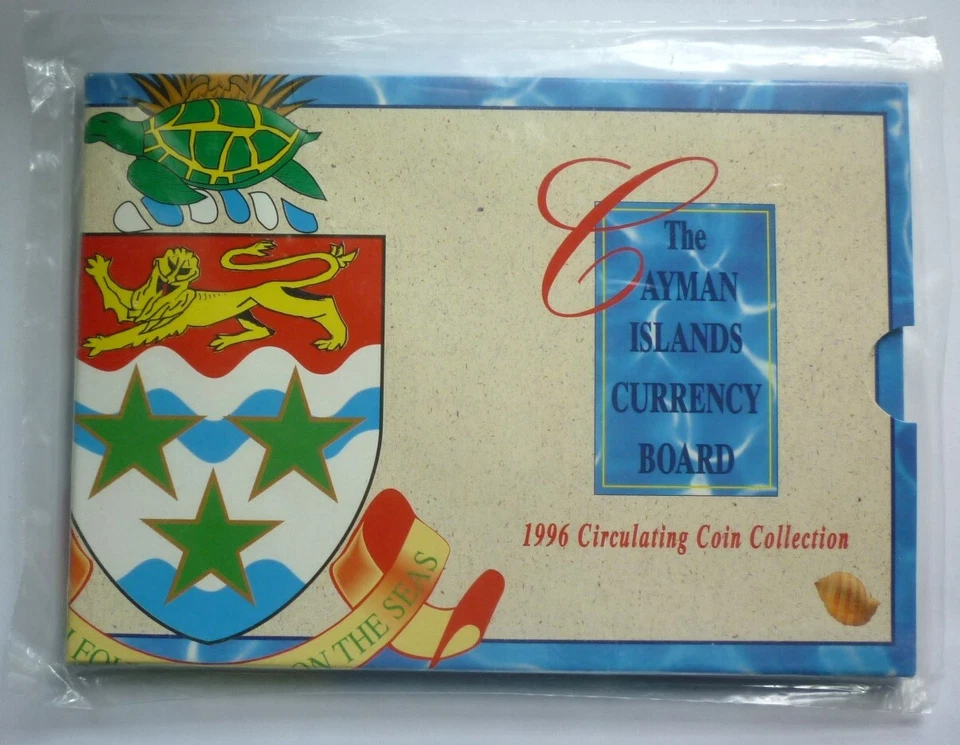 The
CAYMAN
ISLANDS
CURRENCY
BOARD
1996 Circulating Coin Collection
ON THE SEAS